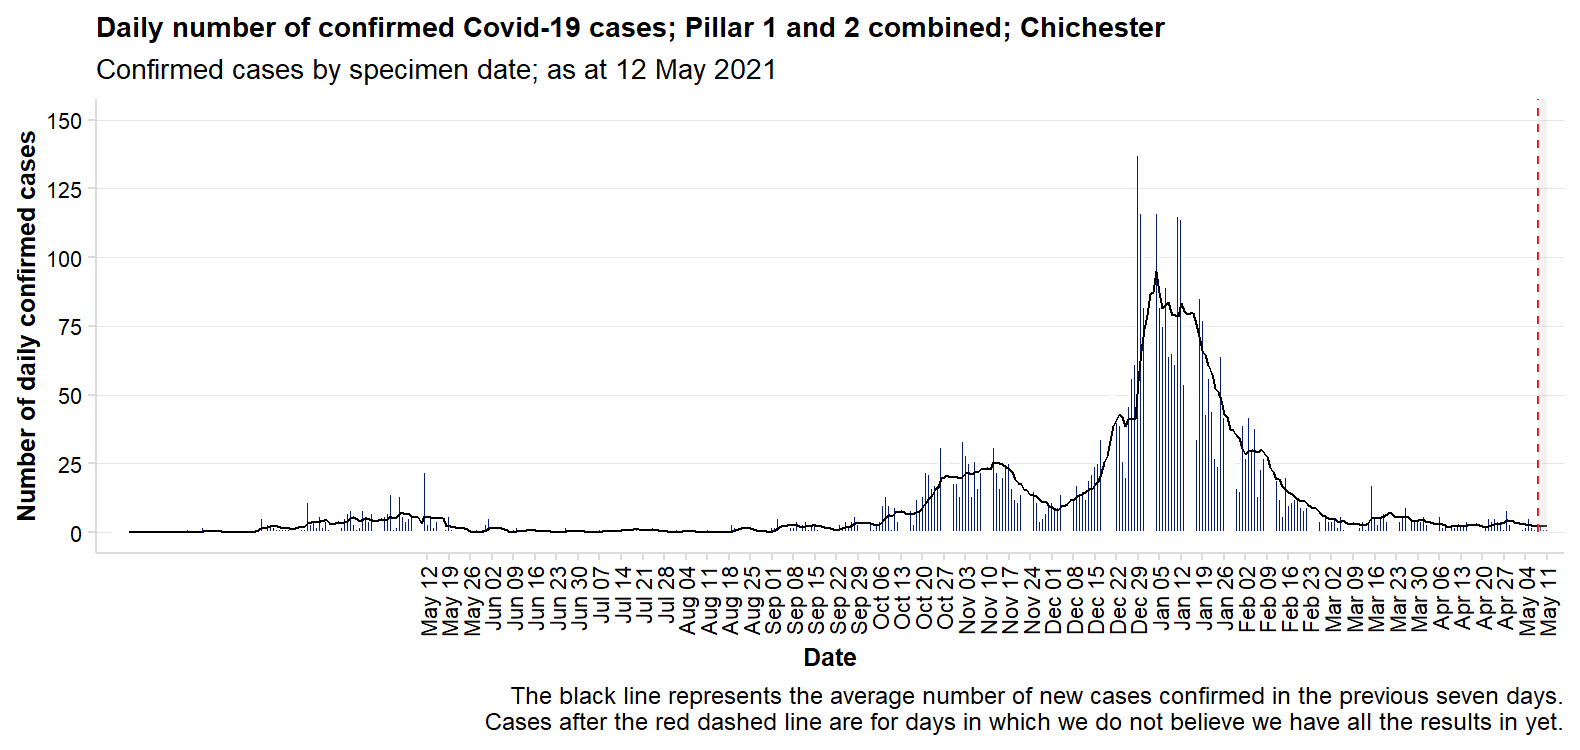 Daily number of confirmed Covid-19 cases; Pillar 1 and 2 combined; Chichester
Confirmed cases by specimen date; as at 12 May 2021
Number of daily confirmed cases
150
125
100
75
50
25
0
May 12
May 19
May 26
Jun 02
Jun 09
Jun 16
Jun 23
Jun 30
Jul 07
Jul 14
Jul 21
Jul 28
Aug 04
Aug 11
Aug 18
Aug 25
Sep 01
Sep 08
Sep 15
Sep 22
Sep 29
Oct 06
Oct 13
Oct 20
Oct 27
Nov 03
Nov 10
Nov 17
Nov 24
Dec 01
Dec 08
Dec 15
Dec 22
Dec 29
Jan 05
Jan 12
Jan 19
Jan 26
Feb 02
Feb 09
Feb 16
Feb 23
Mar 02
Mar 09
Mar 16
Mar 23
Mar 30
Apr 06
Apr 13
Apr 20
Apr 27
May 04
May 11
Date
The black line represents the average number of new cases confirmed in the previous seven days.
Cases after the red dashed line are for days in which we do not believe we have all the results in yet.